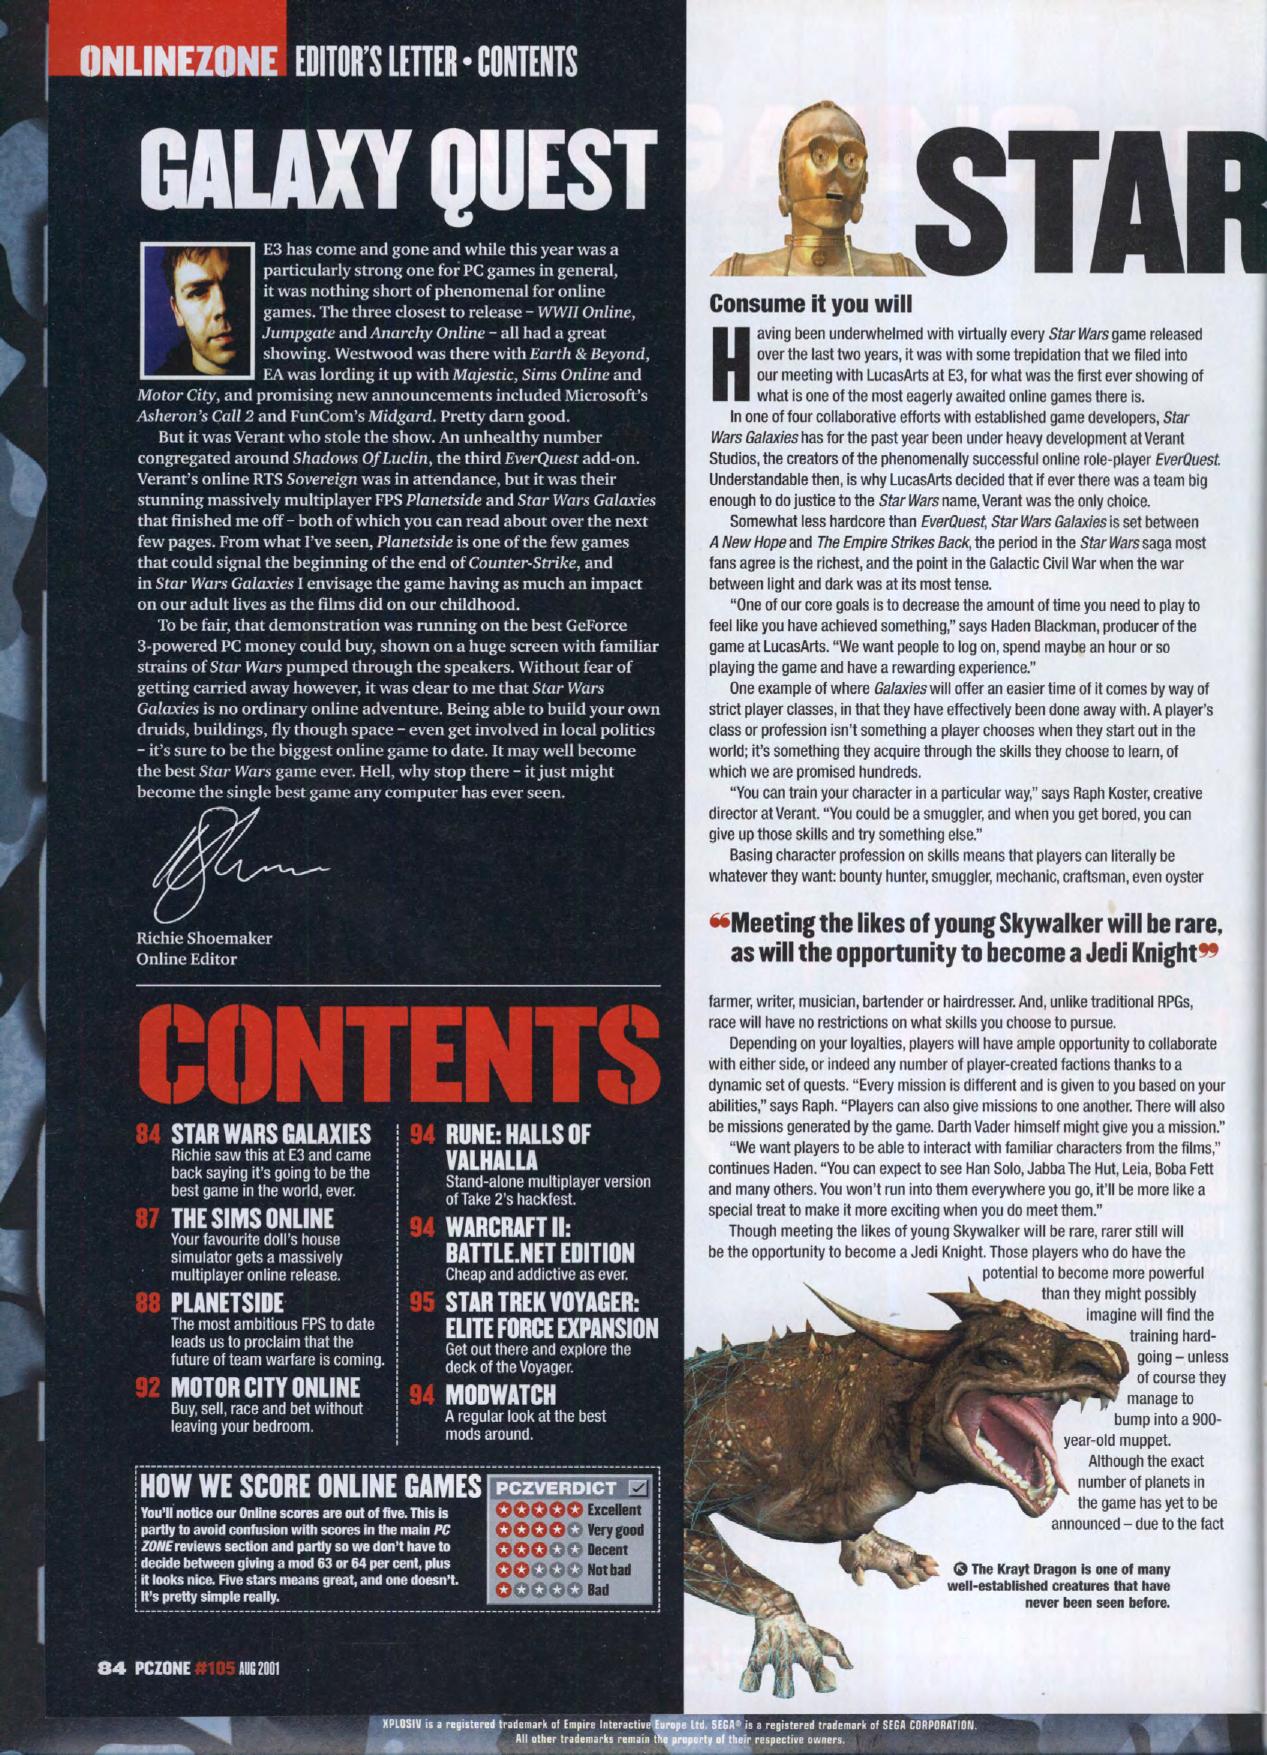 ONLINEZONE EDITOR'S LETTER • CONTENTS
GALAXY QUEST
E3 has come and gone and while this year was a
particularly strong one for PC games in general,
it was nothing short of phenomenal for online
games. The three closest to release – WWII Online,
Jumpgate and Anarchy Online – all had a great
showing. Westwood was there with Earth & Beyond,
EA was lording it up with Majestic, Sims Online and
Motor City, and promising new announcements included Microsoft's
Asheron's Call 2 and FunCom's Midgard. Pretty darn good.
But it was Verant who stole the show. An unhealthy number
congregated around Shadows Of Luclin, the third EverQuest add-on.
Verant's online RTS Sovereign was in attendance, but it was their
stunning massively multiplayer FPS Planetside and Star Wars Galaxies
that finished me off – both of which you can read about over the next
few pages. From what I've seen, Planetside is one of the few games
that could signal the beginning of the end of Counter-Strike, and
in Star Wars Galaxies I envisage the game having as much an impact
on our adult lives as the films did on our childhood.
To be fair, that demonstration was running on the best GeForce
3-powered PC money could buy, shown on a huge screen with familiar
strains of Star Wars pumped through the speakers. Without fear of
getting carried away however, it was clear to me that Star Wars
Galaxies is no ordinary online adventure. Being able to build your own
druids, buildings, fly though space – even get involved in local politics
– it's sure to be the biggest online game to date. It may well become
the best Star Wars game ever. Hell, why stop there – it just might
become the single best game any computer has ever seen.
Richie Shoemaker
Online Editor
CONTENTS
84 STAR WARS GALAXIES
Richie saw this at E3 and came
back saying it's going to be the
best game in the world, ever.
87 THE SIMS ONLINE
Your favourite doll's house
simulator gets a massively
multiplayer online release.
88 PLANETSIDE
The most ambitious FPS to date
leads us to proclaim that the
future of team warfare is coming.
92 MOTOR CITY ONLINE
Buy, sell, race and bet without
leaving your bedroom.
94 RUNE: HALLS OF
VALHALLA
Stand-alone multiplayer version
of Take 2's hackfest.
94 WARCRAFT II:
BATTLE.NET EDITION
Cheap and addictive as ever.
95 STAR TREK VOYAGER:
ELITE FORCE EXPANSION
Get out there and explore the
deck of the Voyager.
94 MODWATCH
A regular look at the best
mods around.
HOW WE SCORE ONLINE GAMES
You'll notice our Online scores are out of five. This is
partly to avoid confusion with scores in the main PC
ZONE reviews section and partly so we don't have to
decide between giving a mod 63 or 64 per cent, plus
it looks nice. Five stars means great, and one doesn't.
It's pretty simple really.
PCZVERDICT
Excellent
Very good
Decent
Not bad
Bad
84 PCZONE #105 AUG 2001
STAR
Consume it you will
Having been underwhelmed with virtually every Star Wars game released
over the last two years, it was with some trepidation that we filed into
our meeting with LucasArts at E3, for what was the first ever showing of
what is one of the most eagerly awaited online games there is.
In one of four collaborative efforts with established game developers, Star
Wars Galaxies has for the past year been under heavy development at Verant
Studios, the creators of the phenomenally successful online role-player EverQuest.
Understandable then, is why LucasArts decided that if ever there was a team big
enough to do justice to the Star Wars name, Verant was the only choice.
Somewhat less hardcore than EverQuest, Star Wars Galaxies is set between
A New Hope and The Empire Strikes Back, the period in the Star Wars saga most
fans agree is the richest, and the point in the Galactic Civil War when the war
between light and dark was at its most tense.
“One of our core goals is to decrease the amount of time you need to play to
feel like you have achieved something,” says Haden Blackman, producer of the
game at LucasArts. “We want people to log on, spend maybe an hour or so
playing the game and have a rewarding experience.”
One example of where Galaxies will offer an easier time of it comes by way of
strict player classes, in that they have effectively been done away with. A player's
class or profession isn't something a player chooses when they start out in the
world; it's something they acquire through the skills they choose to learn, of
which we are promised hundreds.
“You can train your character in a particular way,” says Raph Koster, creative
director at Verant. “You could be a smuggler, and when you get bored, you can
give up those skills and try something else.”
Basing character profession on skills means that players can literally be
whatever they want: bounty hunter, smuggler, mechanic, craftsman, even oyster
“Meeting the likes of young Skywalker will be rare,
as will the opportunity to become a Jedi Knight”
farmer, writer, musician, bartender or hairdresser. And, unlike traditional RPGs,
race will have no restrictions on what skills you choose to pursue.
Depending on your loyalties, players will have ample opportunity to collaborate
with either side, or indeed any number of player-created factions thanks to a
dynamic set of quests. “Every mission is different and is given to you based on your
abilities,” says Raph. “Players can also give missions to one another. There will also
be missions generated by the game. Darth Vader himself might give you a mission.”
“We want players to be able to interact with familiar characters from the films,”
continues Haden. “You can expect to see Han Solo, Jabba The Hut, Leia, Boba Fett
and many others. You won't run into them everywhere you go, it'll be more like a
special treat to make it more exciting when you do meet them.”
Though meeting the likes of young Skywalker will be rare, rarer still will
be the opportunity to become a Jedi Knight. Those players who do have the
potential to become more powerful
than they might possibly
imagine will find the
training hard-
going – unless
of course they
manage to
bump into a 900-
year-old muppet.
Although the exact
number of planets in
the game has yet to be
announced – due to the fact
The Krayt Dragon is one of many
well-established creatures that have
never been seen before.
XPLOSIV is a registered trademark of Empire Interactive Europe Ltd. SEGA® is a registered trademark of SEGA CORPORATION.
All other trademarks remain the property of their respective owners.